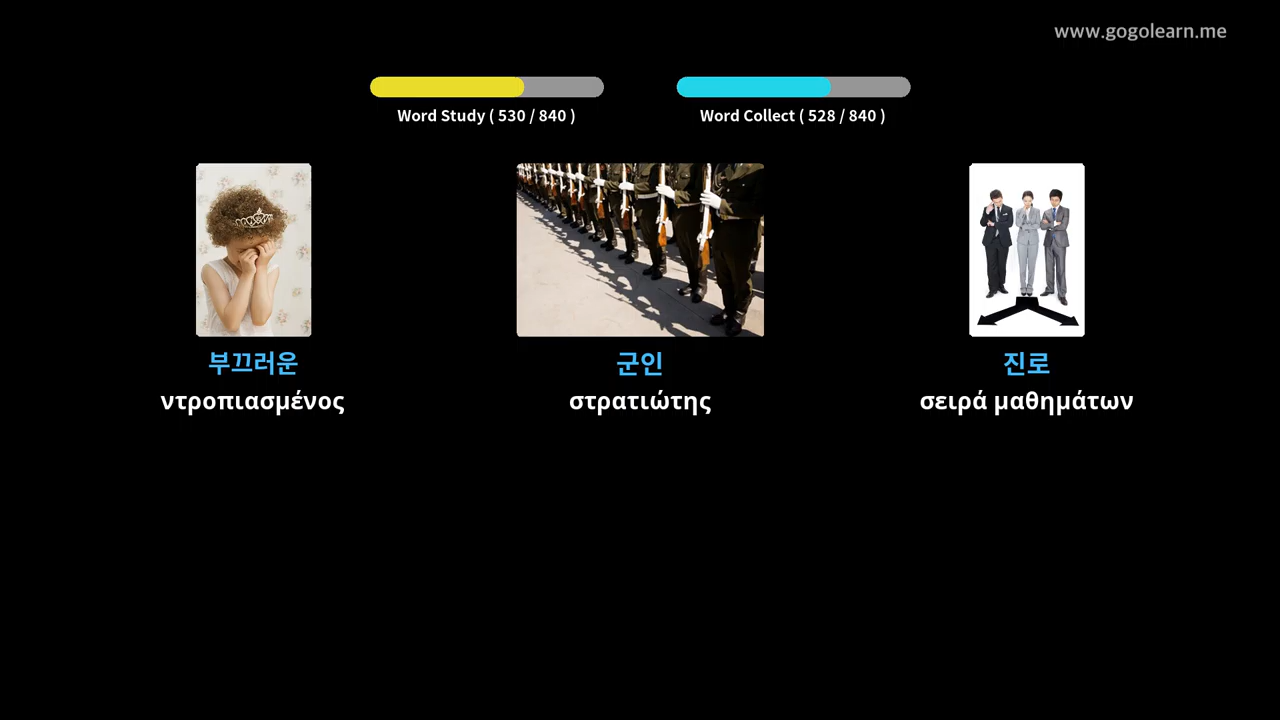 www.gogolearn.me
Word Study ( 530 / 840 )
Word Collect ( 528 / 840 )
부끄러운
군인
진로
ντροπιασμένος
στρατιώτης
σειρά μαθημάτων